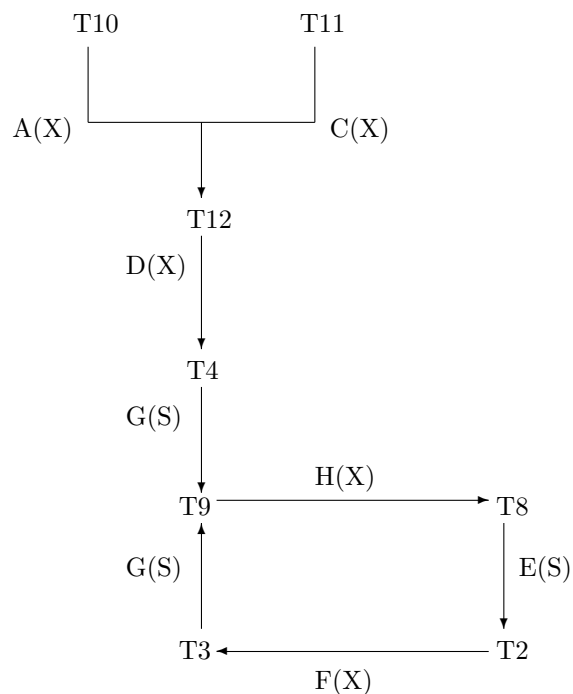 T10 T11
A(X) C(X)
T12
D(X)
T4
G(S)
H(X)
T9 T8
G(S) E(S)
T3 T2
F(X)